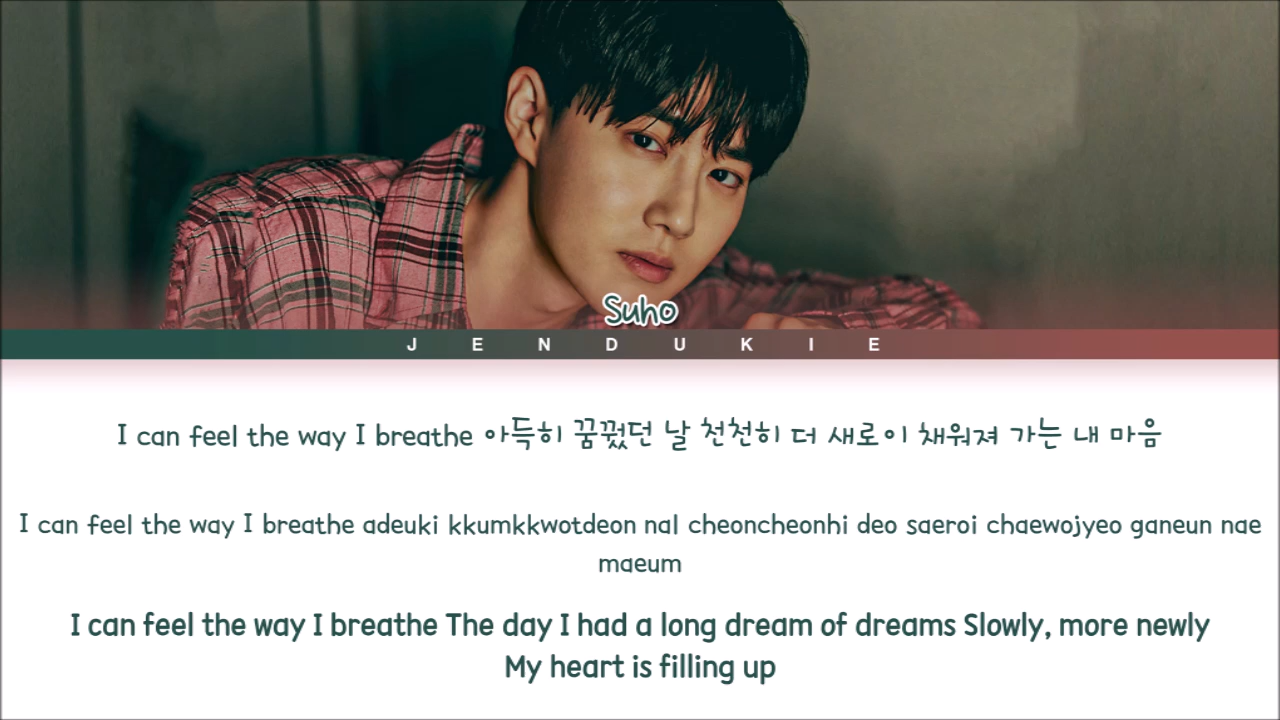 Suho
JENDUKIE
I can feel the way I breathe 아득히 꿈꿨던 날 천천히 더 새로이 채워져 가는 내 마음
I can feel the way I breathe adeuki kkumkkwotdeon nal cheoncheonhi deo saeroi chaewojyeo ganeun nae
maeum
I can feel the way I breathe The day I had a long dream of dreams Slowly, more newly
My heart is filling up